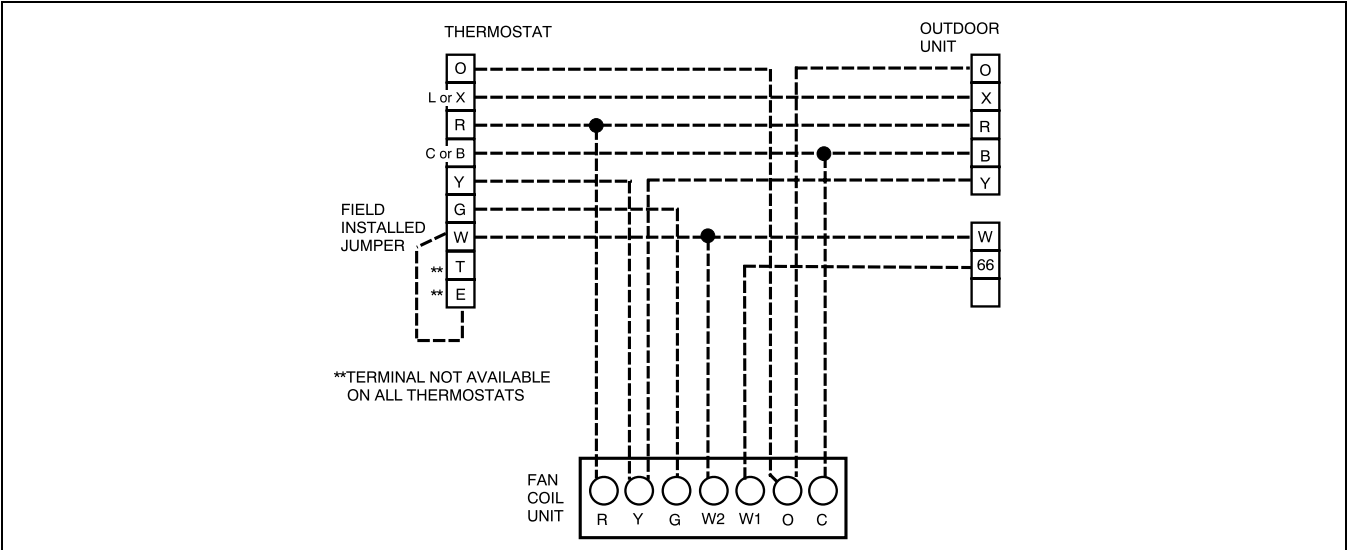 THERMOSTAT
O
L or X
R
C or B
Y
G
W
T
E
**
**
FIELD
INSTALLED
JUMPER
**TERMINAL NOT AVAILABLE
ON ALL THERMOSTATS
OUTDOOR
UNIT
O
X
R
B
Y
W
66
FAN
COIL
UNIT
R Y G W2 W1 O C